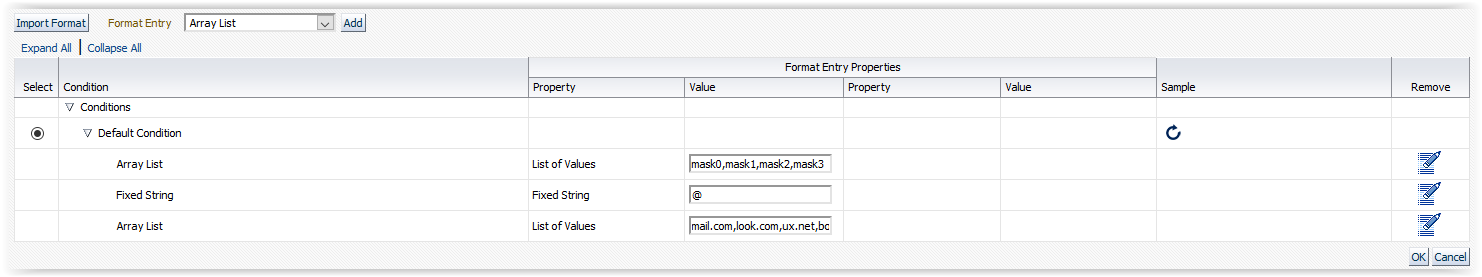 Import Format Format Entry Array List Add
Expand All Collapse All
Format Entry Properties
Select Condition Property Value Property Value Sample Remove
Conditions
Default Condition
Array List List of Values mask0,mask1,mask2,mask3
Fixed String Fixed String @
Array List List of Values mail.com,look.com,ux.net,bo
OK Cancel